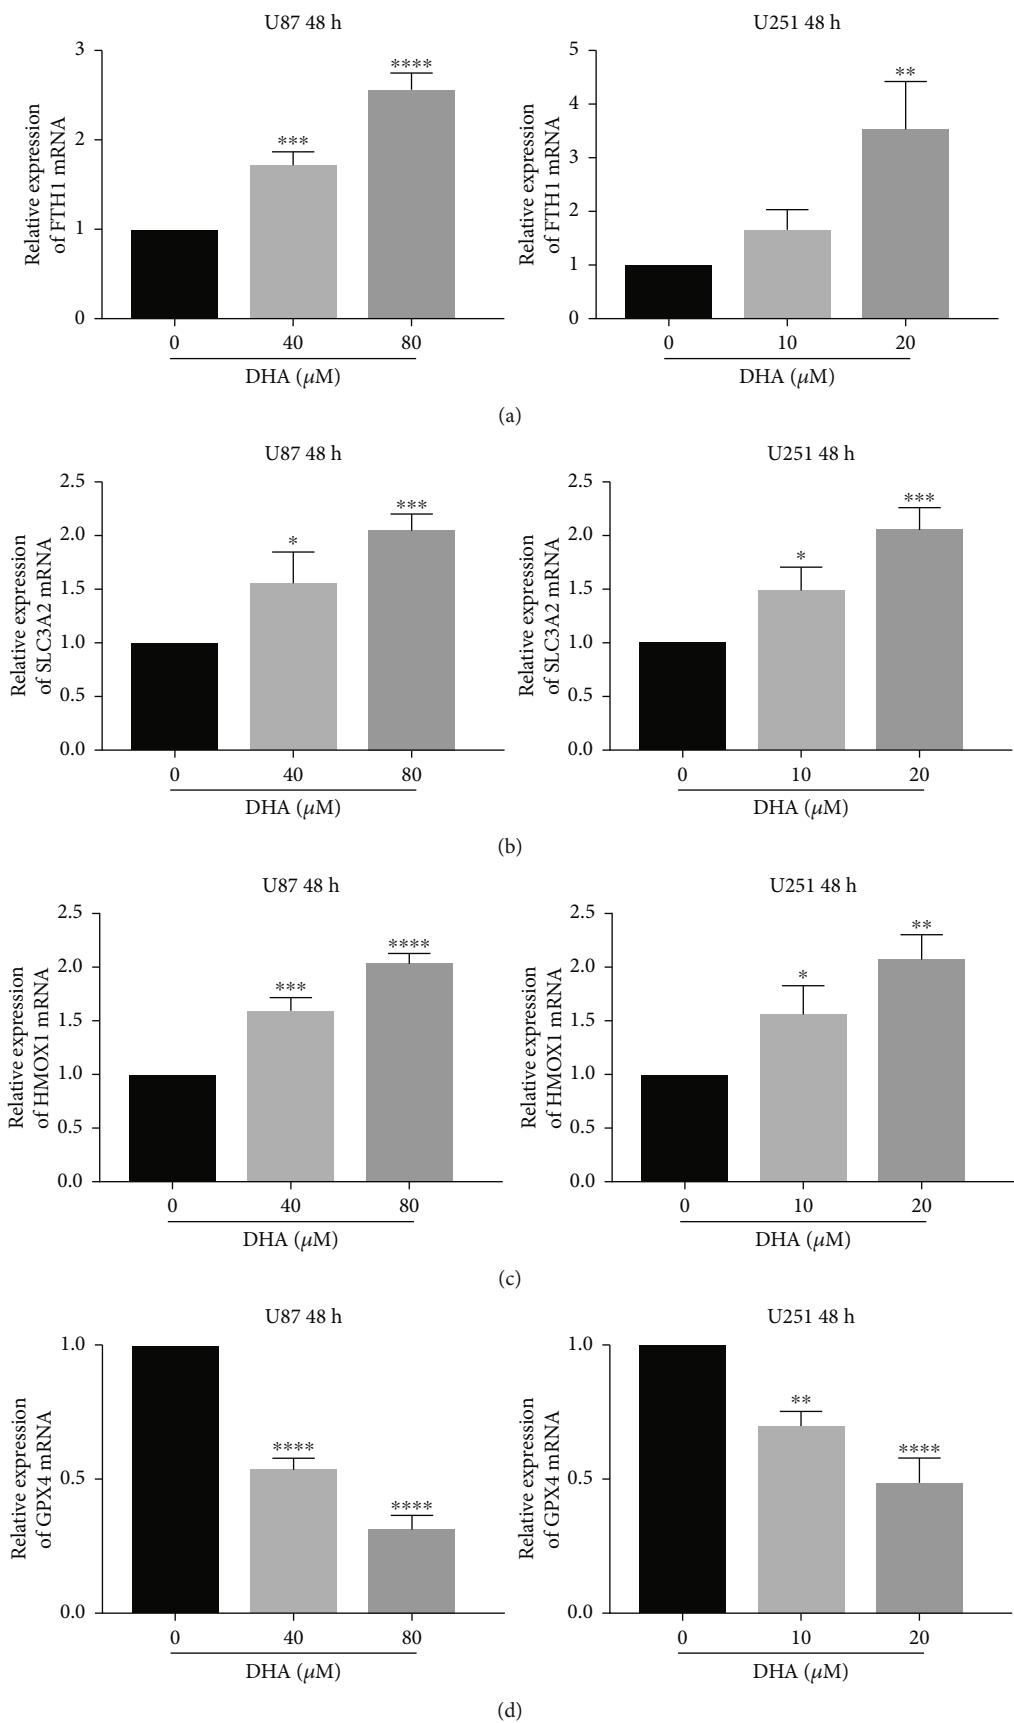 U87 48 h
Relative expression
of FTH1 mRNA
3
2
1
0
***
****
0 40 80
DHA (μM)
U251 48 h
Relative expression
of FTH1 mRNA
5
4
3
2
1
0
**
0 10 20
DHA (μM)
(a)
U87 48 h
Relative expression
of SLC3A2 mRNA
2.5
2.0
1.5
1.0
0.5
0.0
*
***
0 40 80
DHA (μM)
U251 48 h
Relative expression
of SLC3A2 mRNA
2.5
2.0
1.5
1.0
0.5
0.0
*
***
0 10 20
DHA (μM)
(b)
U87 48 h
Relative expression
of HMOX1 mRNA
2.5
2.0
1.5
1.0
0.5
0.0
***
****
0 40 80
DHA (μM)
U251 48 h
Relative expression
of HMOX1 mRNA
2.5
2.0
1.5
1.0
0.5
0.0
*
**
0 10 20
DHA (μM)
(c)
U87 48 h
Relative expression
of GPX4 mRNA
1.0
0.5
0.0
****
****
0 40 80
DHA (μM)
U251 48 h
Relative expression
of GPX4 mRNA
1.0
0.5
0.0
**
****
0 10 20
DHA (μM)
(d)